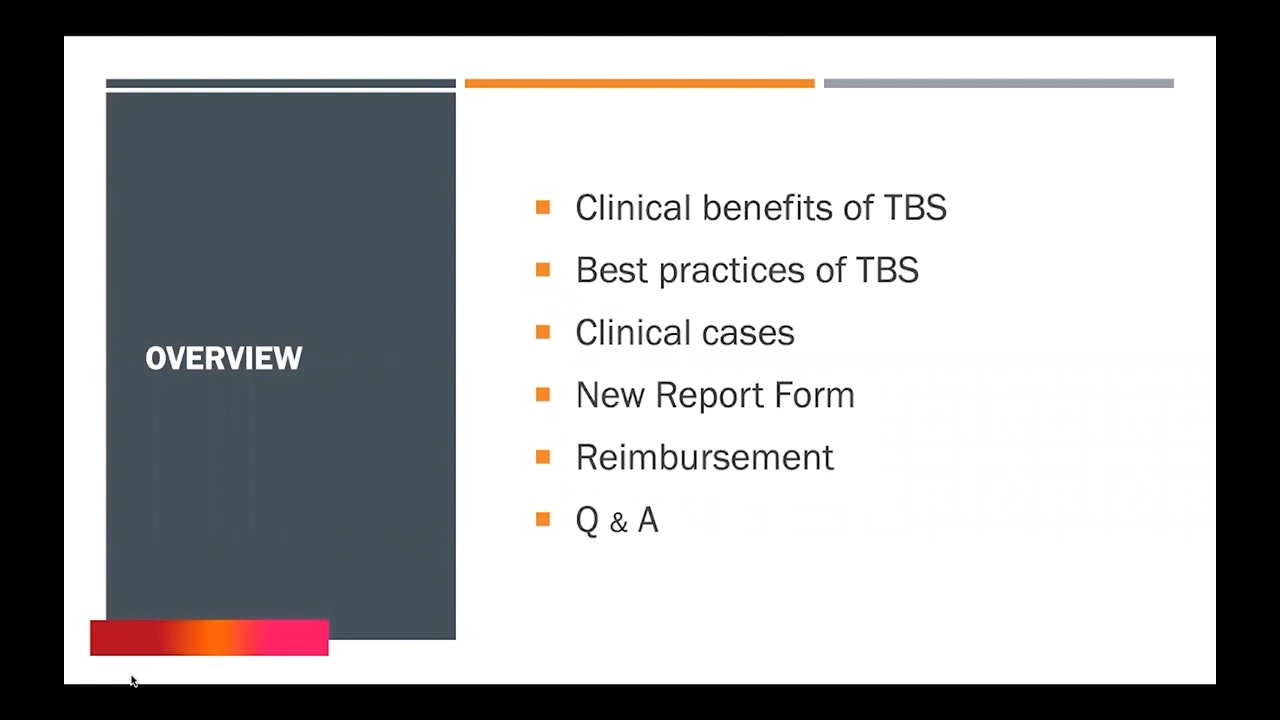 OVERVIEW
Clinical benefits of TBS
Best practices of TBS
Clinical cases
New Report Form
Reimbursement
Q & A